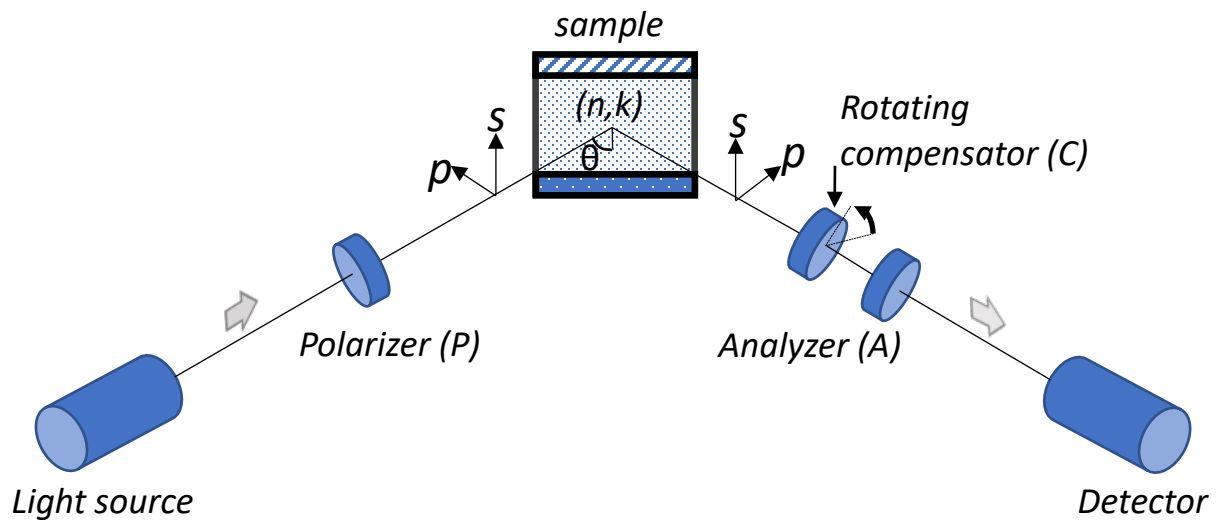 sample
(n,k)
θ
s
p
s
p
Rotating
compensator (C)
Polarizer (P)
Analyzer (A)
Light source
Detector